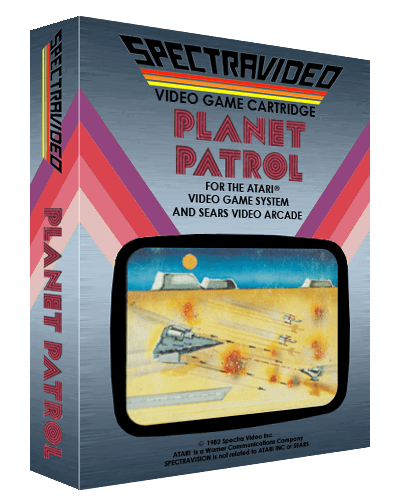 SPECTRAVIDEO
PLANET PATROL
SPECTRAVIDEO
VIDEO GAME CARTRIDGE
PLANET
PATROL
FOR THE ATARI®
VIDEO GAME SYSTEM
AND SEARS VIDEO ARCADE
© 1982 Spectra Video Inc.
ATARI is a Warner Communications Company
SPECTRAVISION is not related to ATARI INC or SEARS